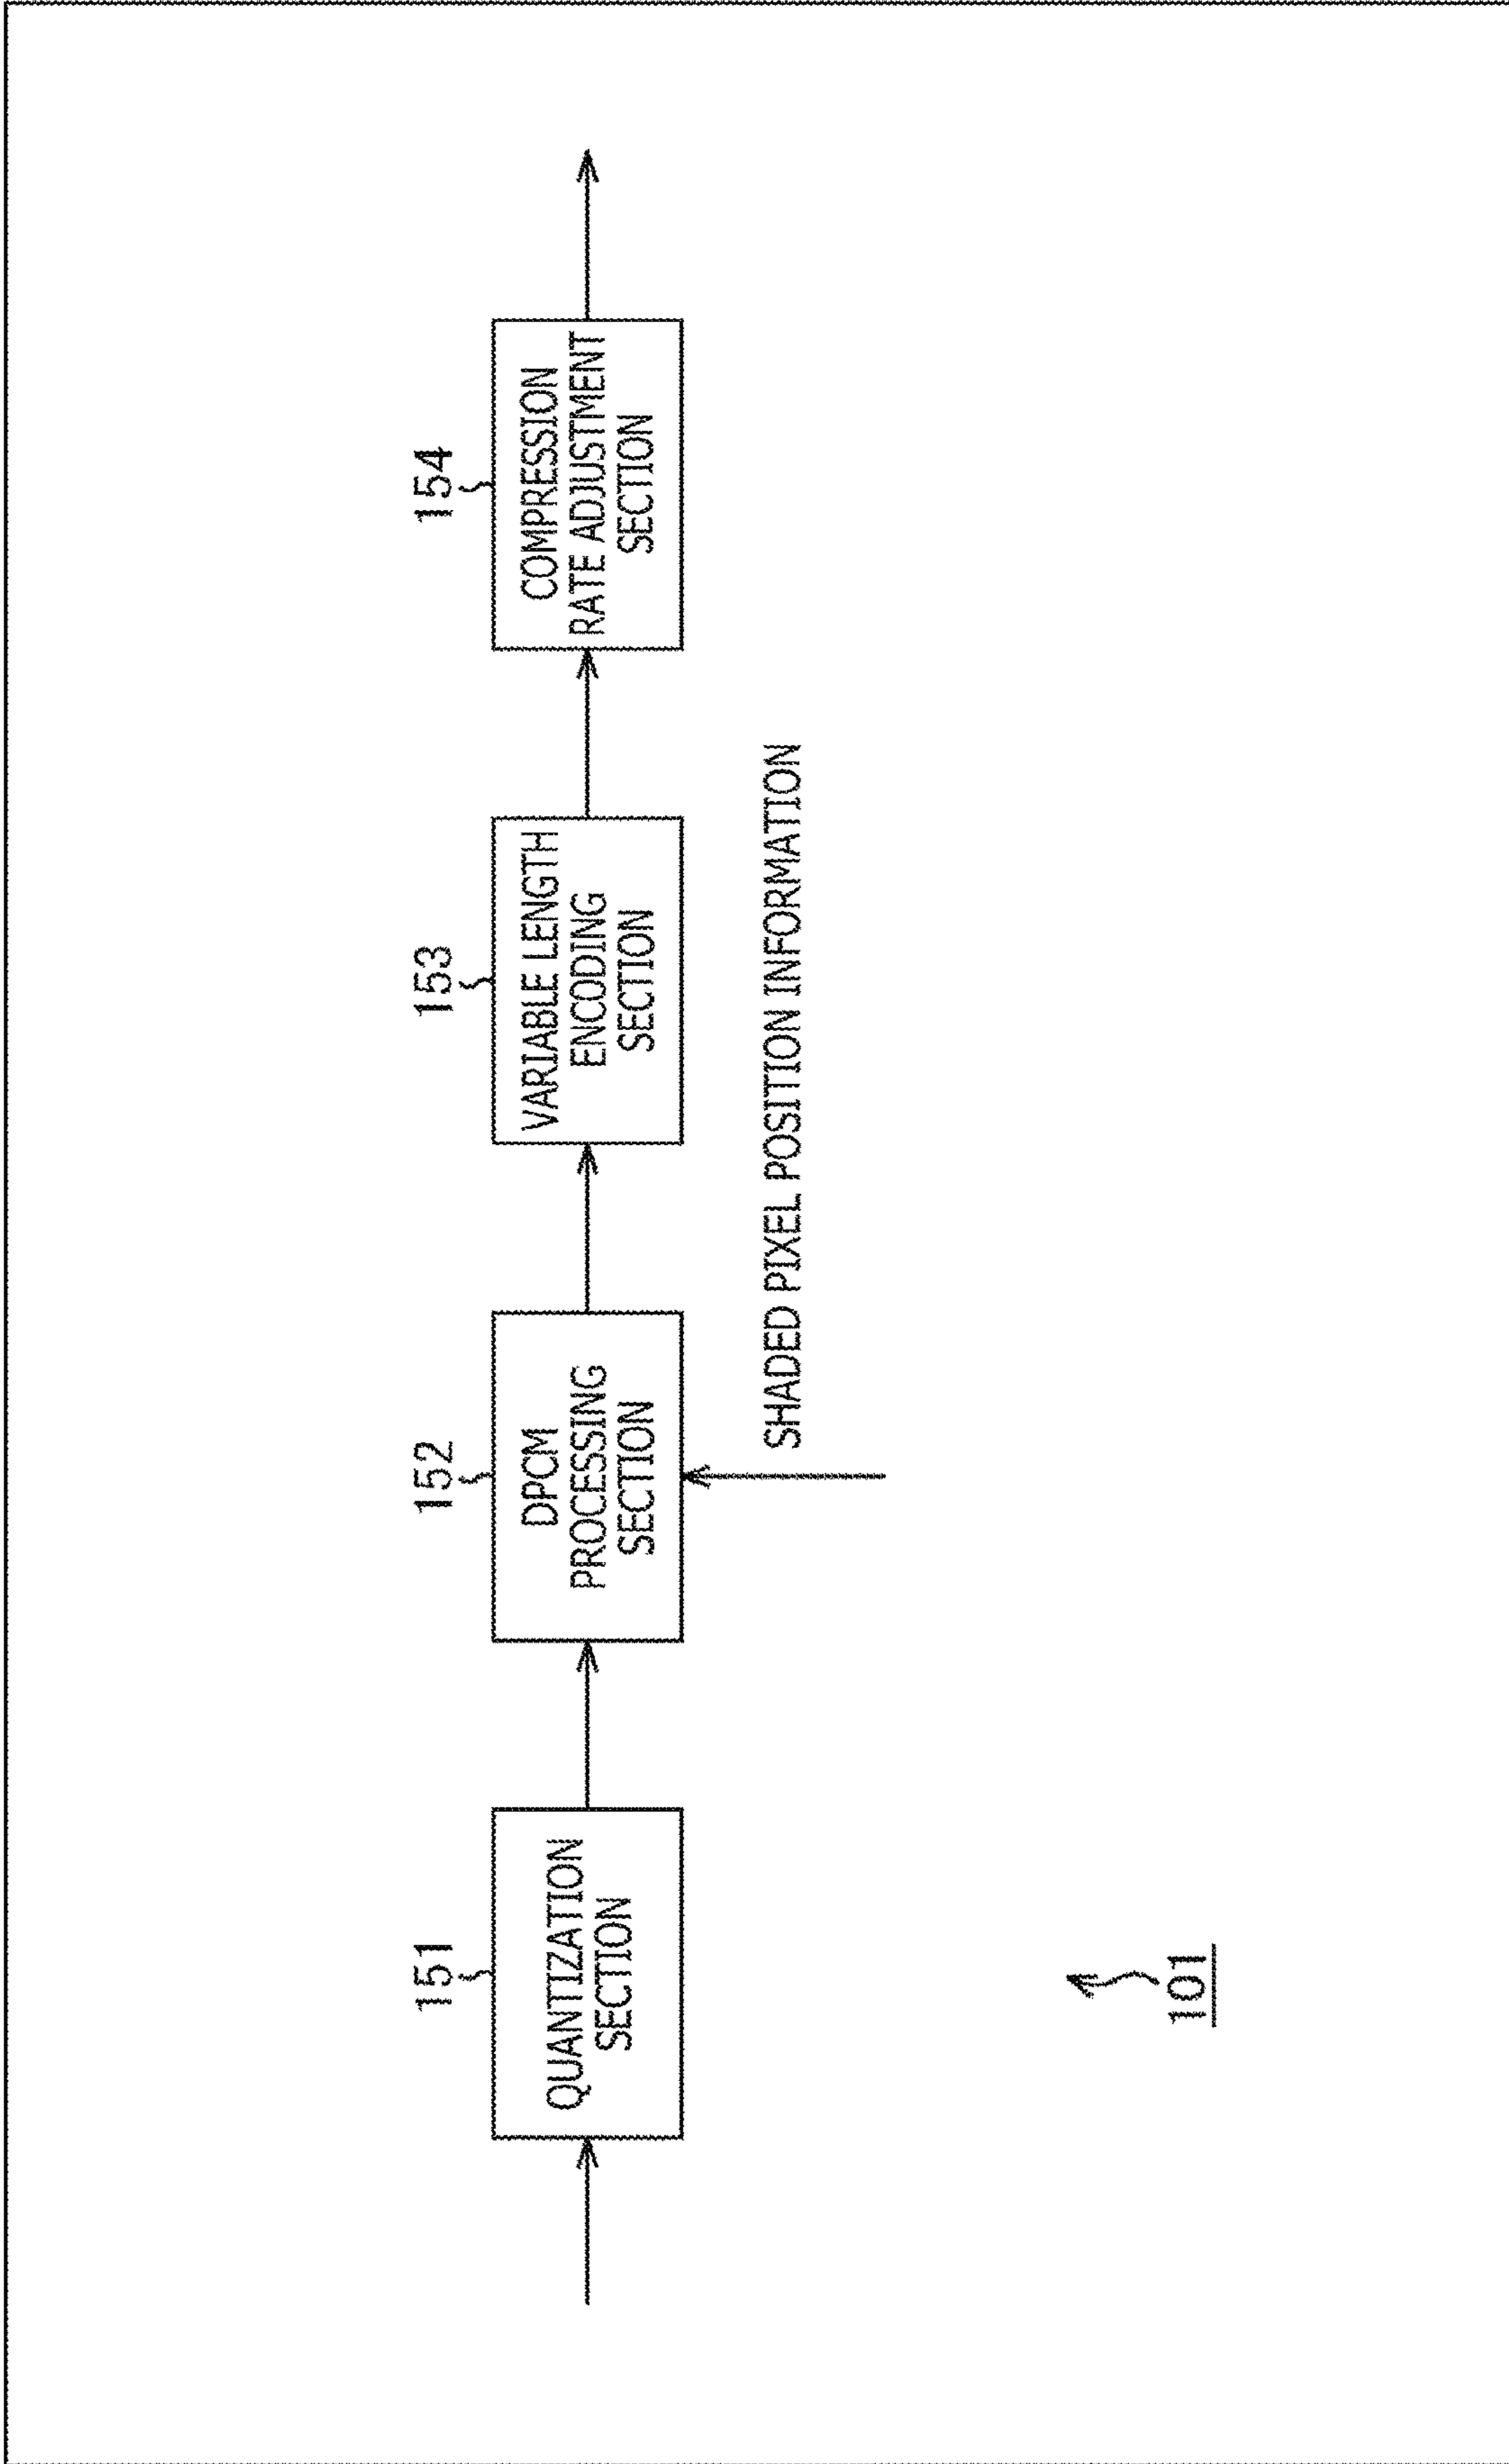 151
QUANTIZATION
SECTION
152
DPCM
PROCESSING
SECTION
153
VARIABLE LENGTH
ENCODING
SECTION
154
COMPRESSION
RATE ADJUSTMENT
SECTION
SHADED PIXEL POSITION INFORMATION
101